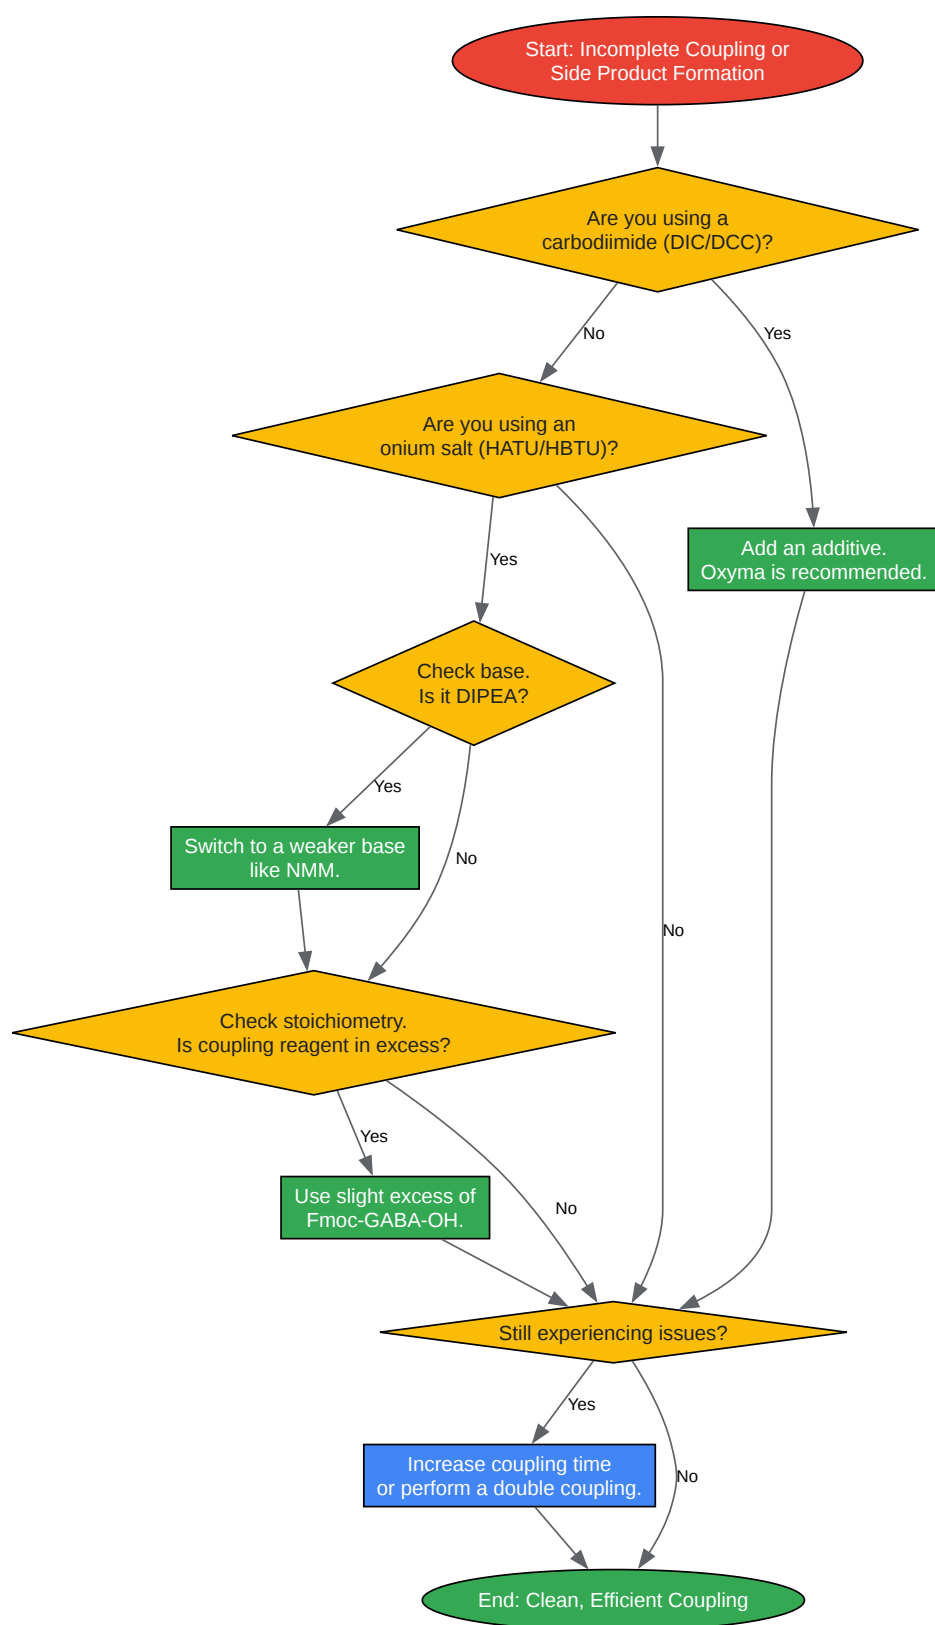 Start: Incomplete Coupling or
Side Product Formation
Are you using a
carbodiimide (DIC/DCC)?
No
Yes
Are you using an
onium salt (HATU/HBTU)?
Yes
Add an additive.
Oxyma is recommended.
Check base.
Is it DIPEA?
Yes
Switch to a weaker base
like NMM.
No
No
Check stoichiometry.
Is coupling reagent in excess?
Yes
Use slight excess of
Fmoc-GABA-OH.
No
Still experiencing issues?
Yes
Increase coupling time
or perform a double coupling.
No
End: Clean, Efficient Coupling